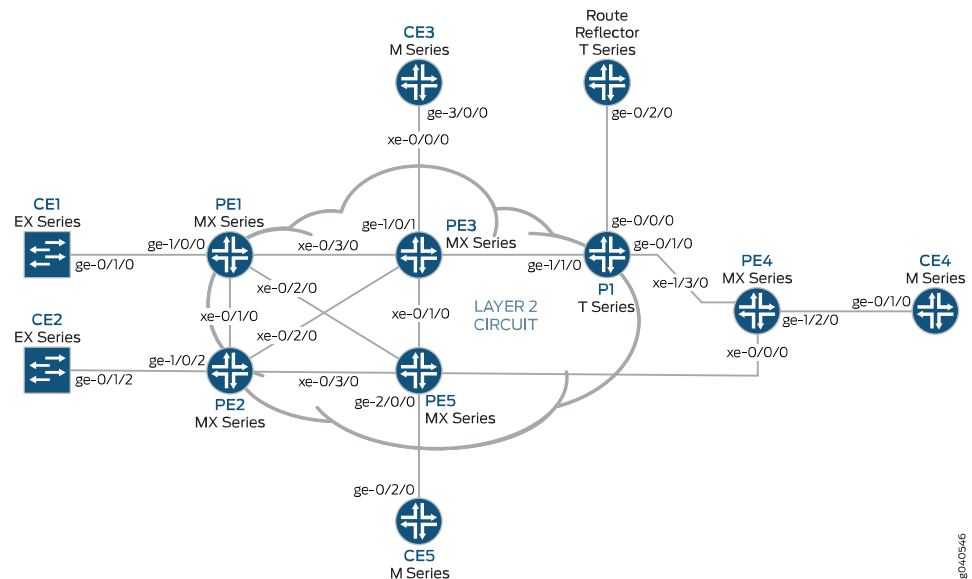 Route
Reflector
T Series
CE3
M Series
ge-3/0/0
xe-0/0/0
ge-0/2/0
CE1
EX Series
ge-0/1/0
PE1
MX Series
ge-1/0/0
xe-0/3/0
ge-1/0/1
PE3
MX Series
ge-1/1/0
ge-0/0/0
ge-0/1/0
P1
T Series
xe-1/3/0
PE4
MX Series
ge-1/2/0
ge-0/1/0
CE4
M Series
xe-0/2/0
xe-0/1/0
xe-0/2/0
xe-0/1/0
LAYER 2
CIRCUIT
xe-0/0/0
CE2
EX Series
ge-0/1/2
ge-1/0/2
PE2
MX Series
xe-0/3/0
ge-2/0/0
PE5
MX Series
ge-0/2/0
CE5
M Series
g040546